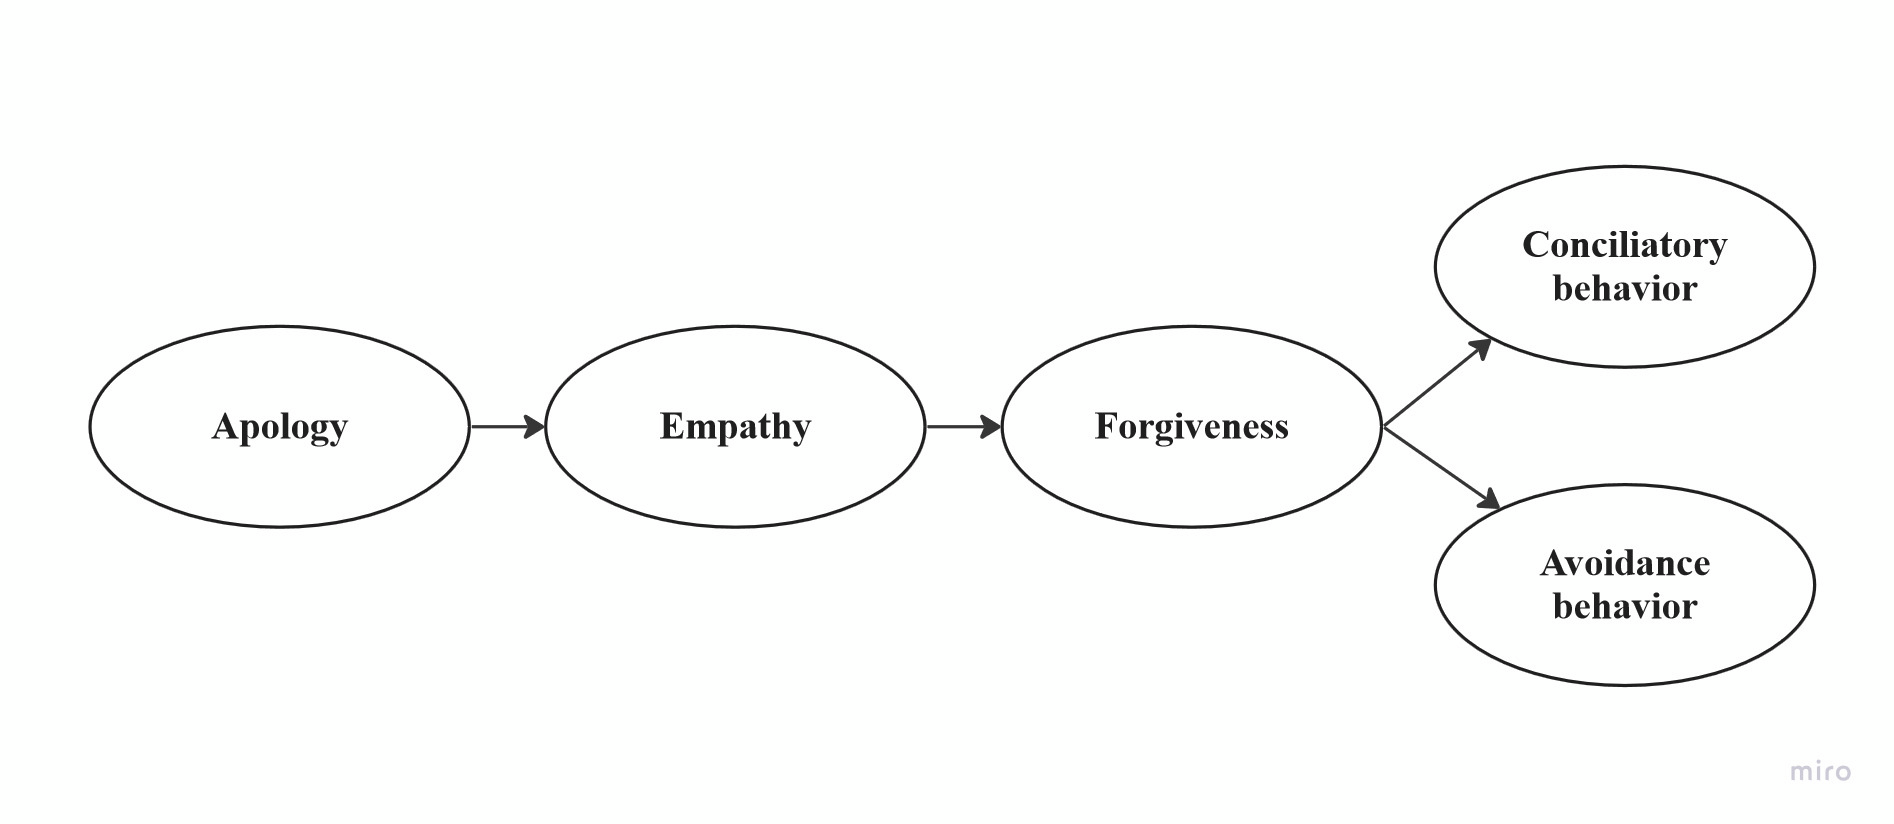 Apology
Empathy
Forgiveness
Conciliatory
behavior
Avoidance
behavior
miro